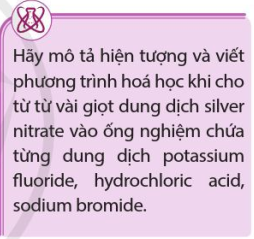 Hãy mô tả hiện tượng và viết
phương trình hoá học khi cho
từ từ vài giọt dung dịch silver
nitrate vào ống nghiệm chứa
từng dung dịch potassium
fluoride, hydrochloric acid,
sodium bromide.